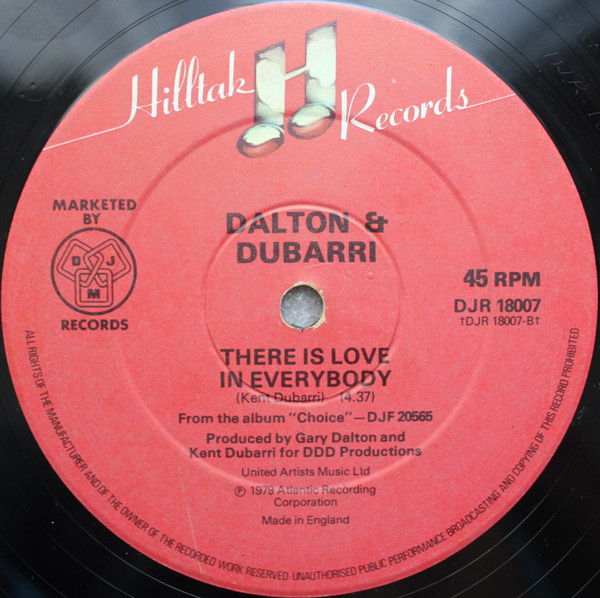 Hilltak Records
DALTON &
DUBARRI
MARKETED
BY
D J
M
RECORDS
45 RPM
DJR 18007
†DJR 18007-B†
THERE IS LOVE
IN EVERYBODY
(Kent Dubarri) (4.37)
From the album "Choice"—DJF 20565
Produced by Gary Dalton and
Kent Dubarri for DDD Productions
United Artists Music Ltd
Ⓟ 1979 Atlantic Recording
Corporation
Made in England
ALL RIGHTS OF THE MANUFACTURER AND OF THE OWNER OF THE RECORDED WORK RESERVED UNAUTHORISED PUBLIC PERFORMANCE BROADCASTING AND COPYING OF THIS RECORD PROHIBITED